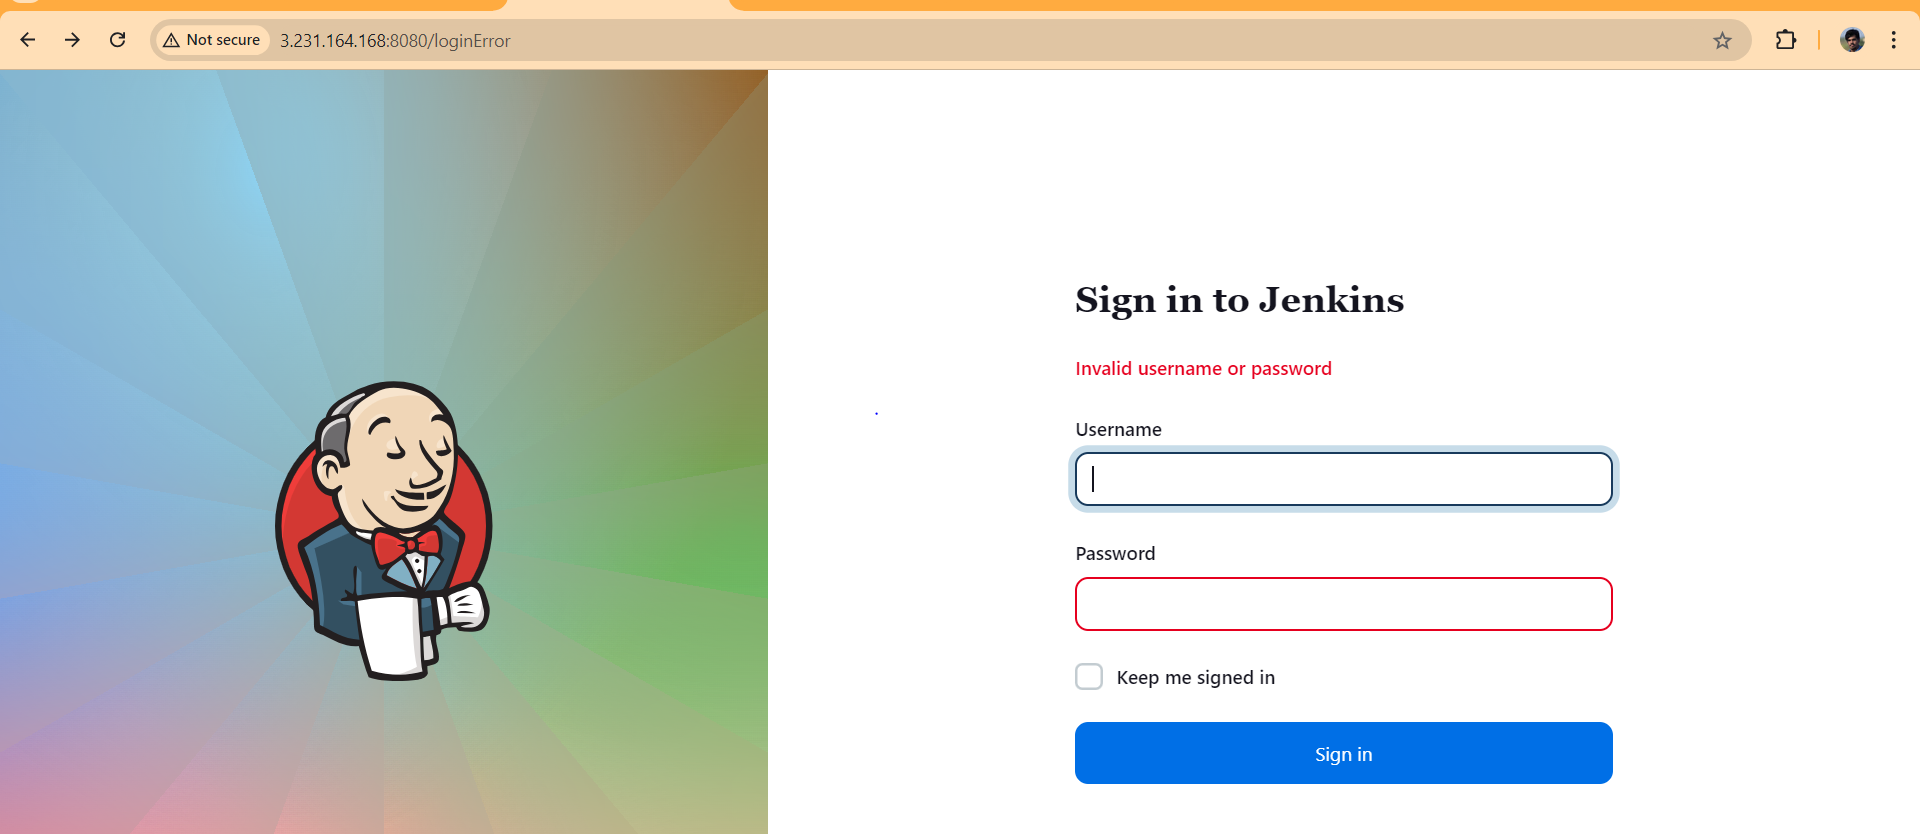 Not secure 3.231.164.168:8080/loginError
Sign in to Jenkins
Invalid username or password
Username
Password
Keep me signed in
Sign in